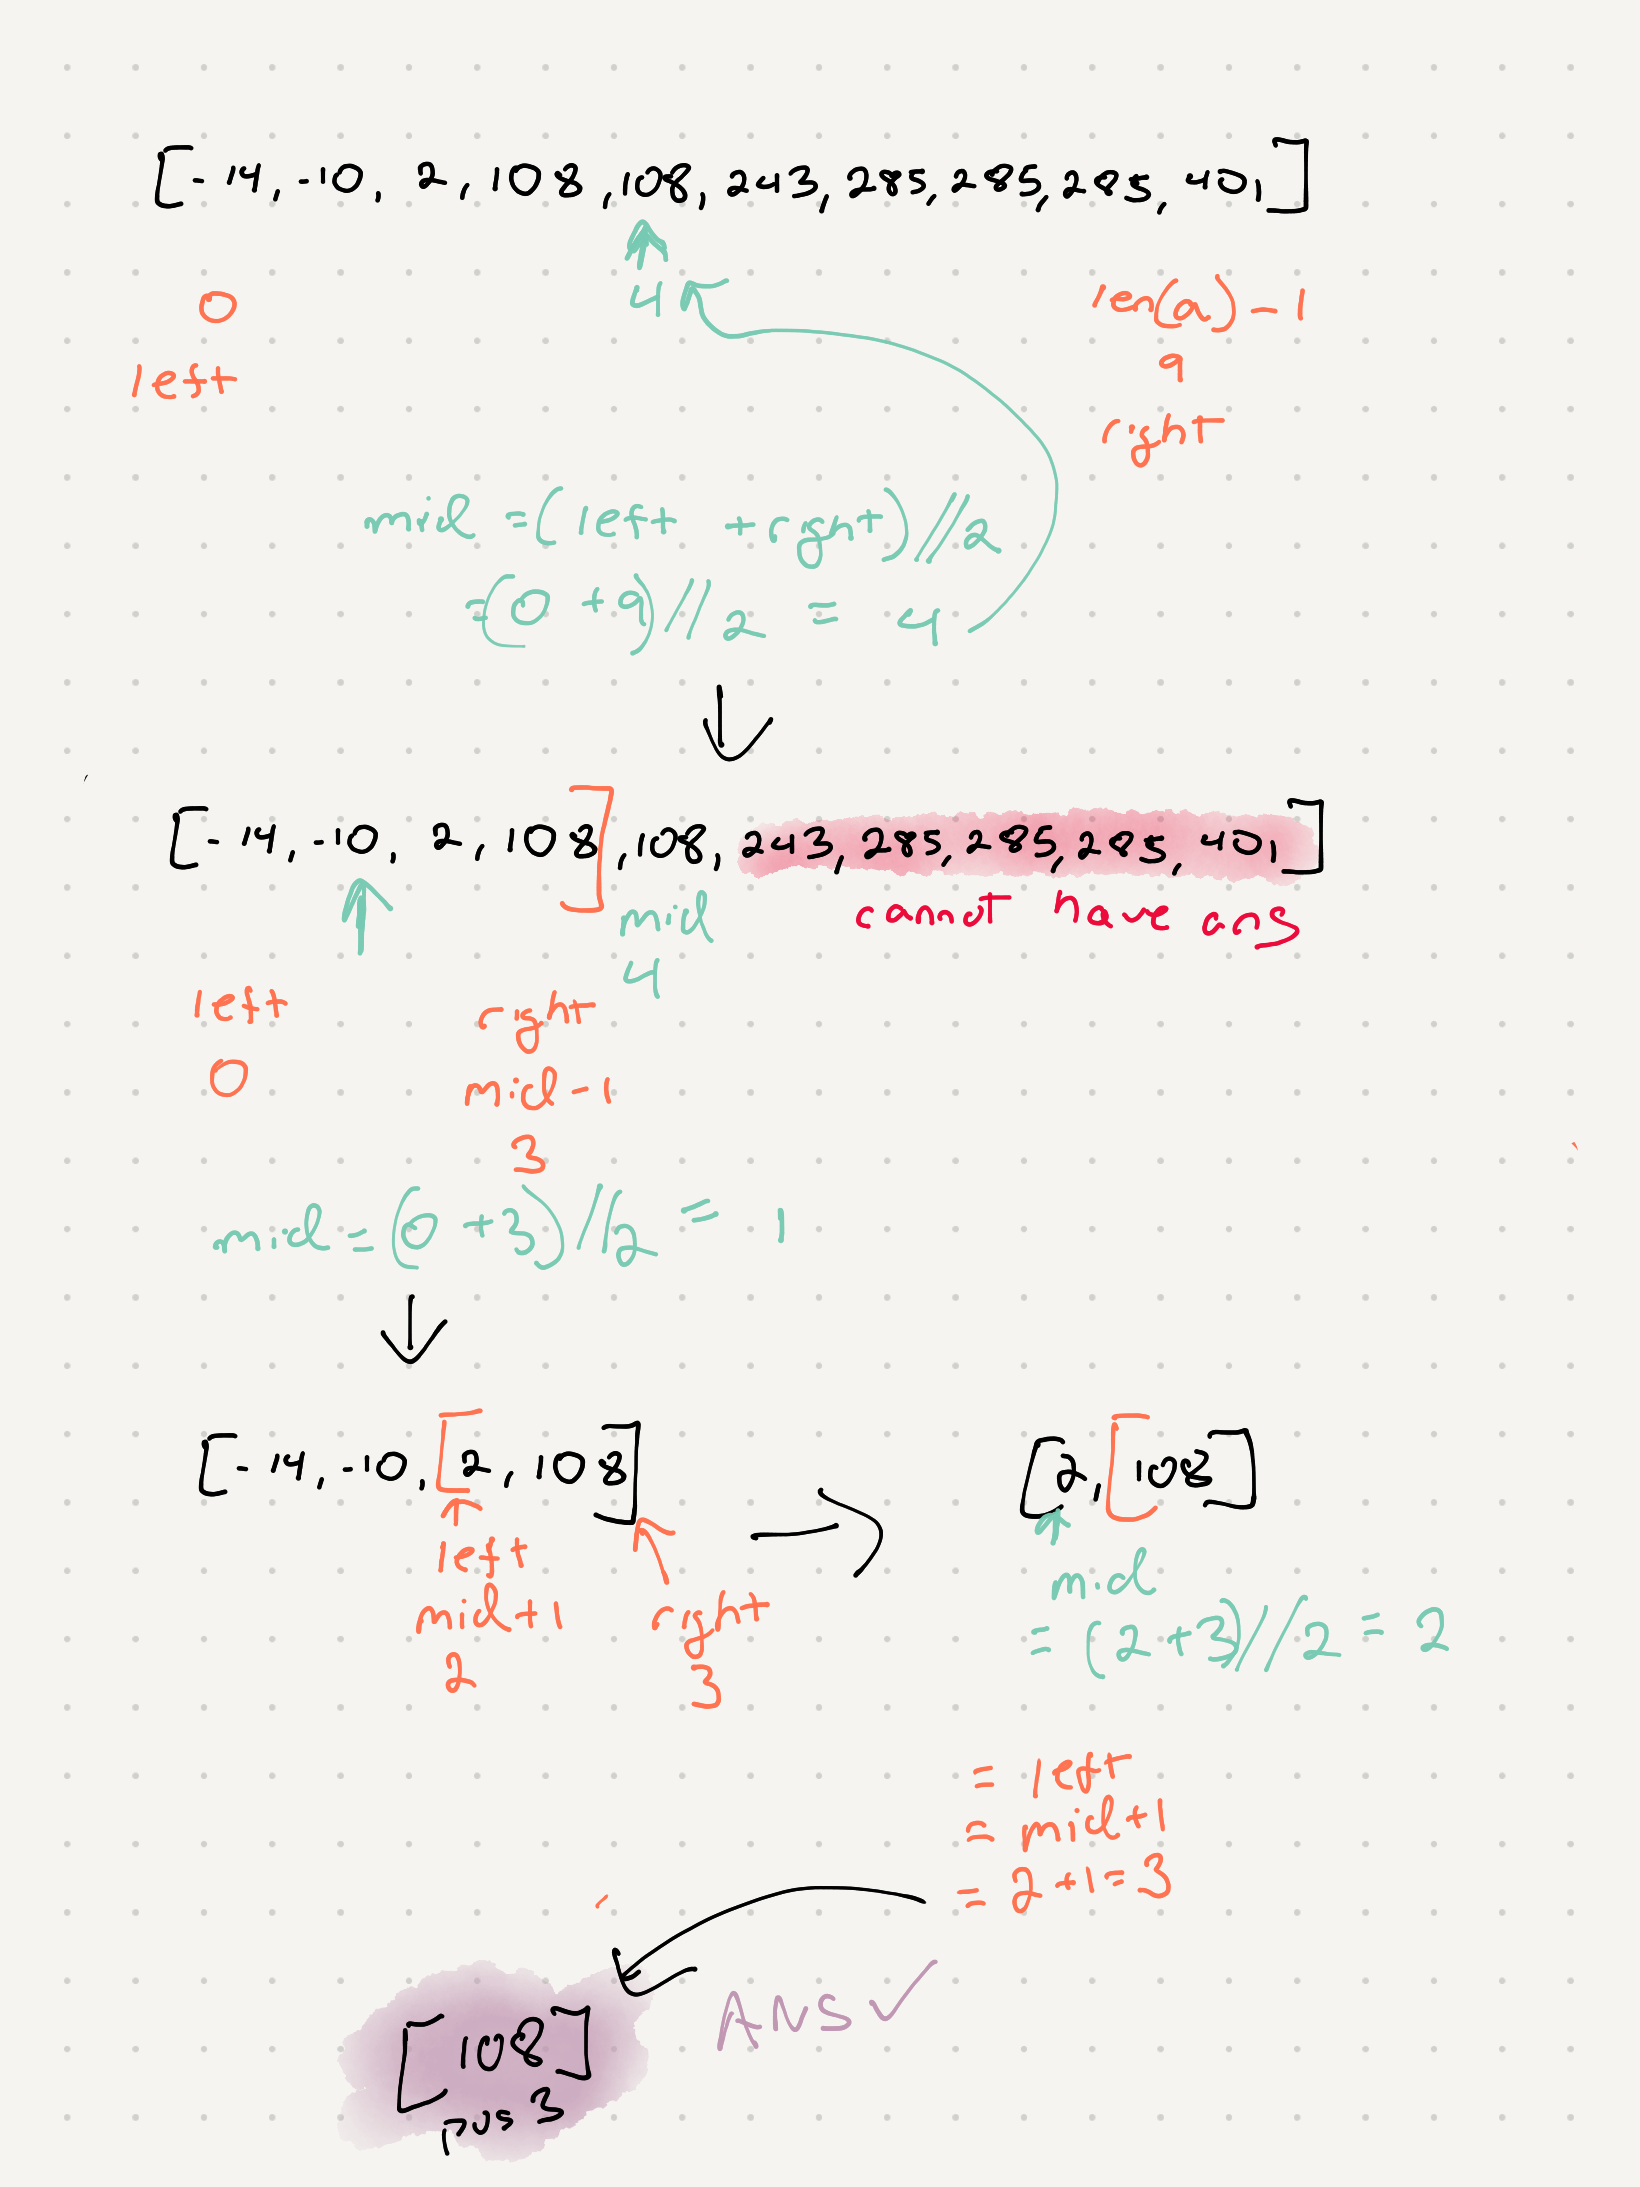 [-14, -10, 2, 108, 108, 243, 285, 285, 285, 401]
0 4 len(a) - 1
left 9
right
mid = (left + right)//2
= (0 + 9)//2 = 4
[-14, -10, 2, 108], 108, 243, 285, 285, 285, 401]
mid cannot have ans
4
left right
0 mid - 1
3
mid = (0 + 3)//2 = 1
[-14, -10, [2, 108]
left
mid+1 right
2 3
[2, [108]
mid
= (2+3)//2 = 2
= left
= mid+1
= 2+1=3
ANS ✓
[108]
pos 3